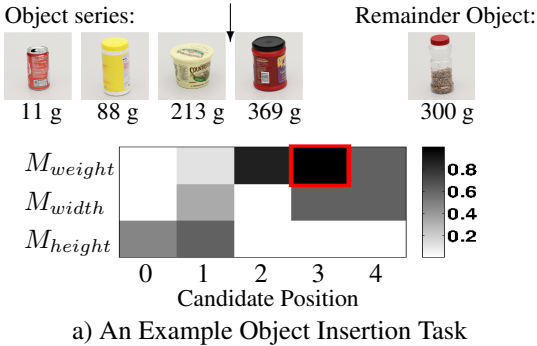 Object series: Remainder Object:
11 g 88 g 213 g 369 g 300 g
M_weight
M_width
M_height
0.8
0.6
0.4
0.2
0 1 2 3 4
Candidate Position
a) An Example Object Insertion Task